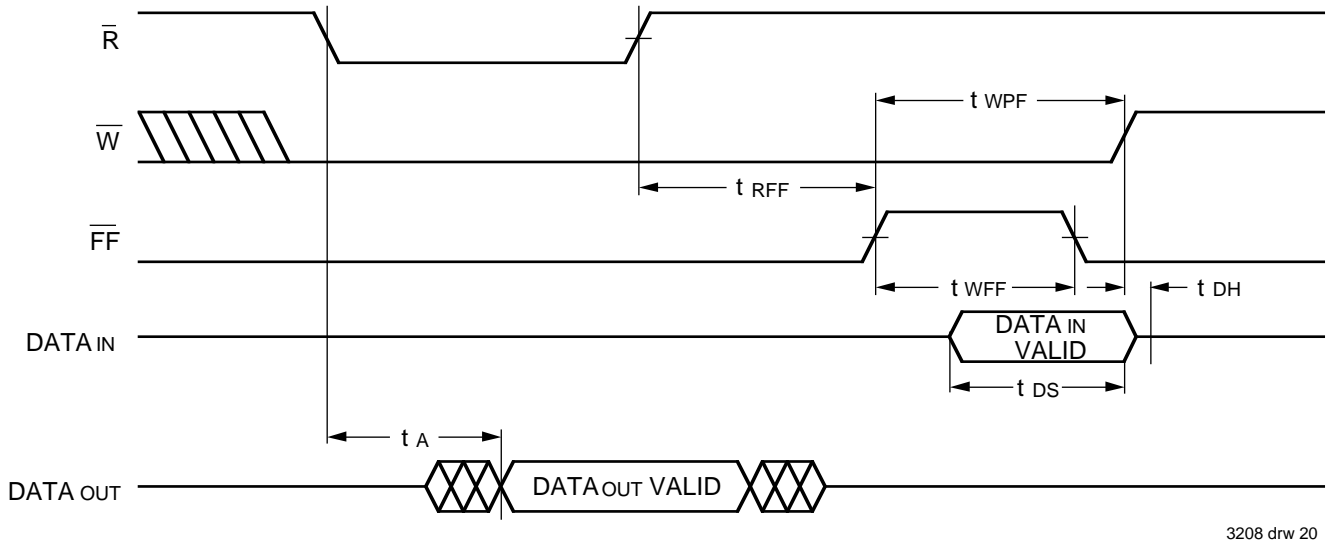 R
W
t WPF
t RFF
FF
t WFF
t DH
DATA IN
DATA IN
VALID
t DS
t A
DATA OUT
DATA OUT VALID
3208 drw 20